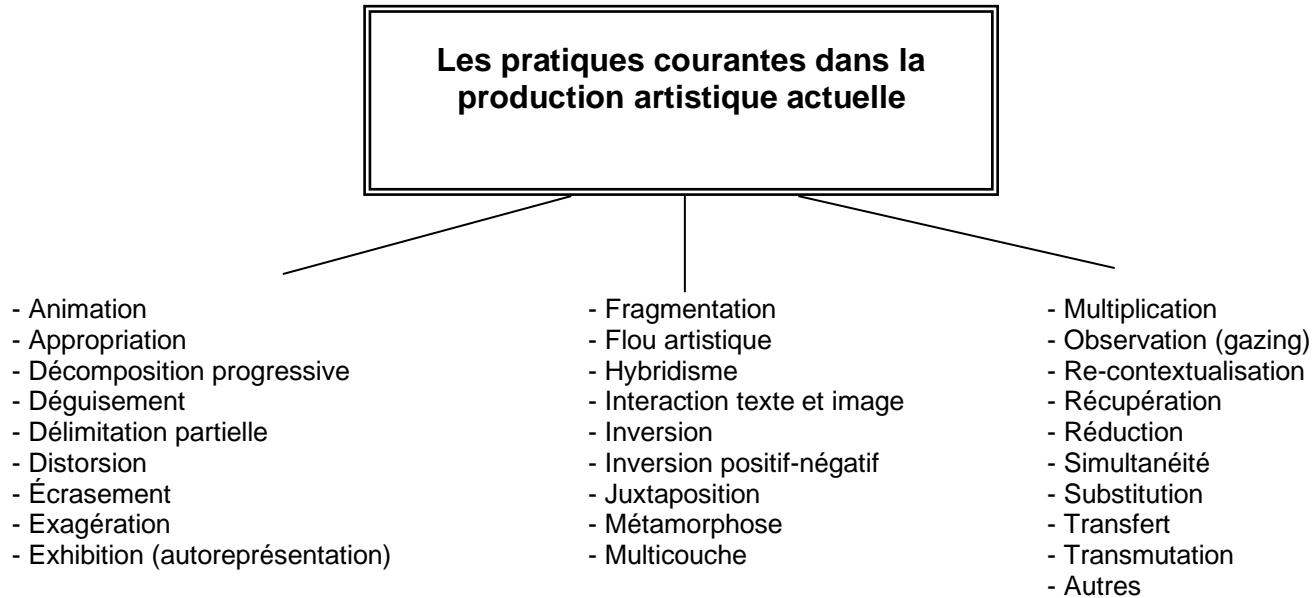 Les pratiques courantes dans la
production artistique actuelle
- Animation
- Appropriation
- Décomposition progressive
- Déguisement
- Délimitation partielle
- Distorsion
- Écrasement
- Exagération
- Exhibition (autoreprésentation)
- Fragmentation
- Flou artistique
- Hybridisme
- Interaction texte et image
- Inversion
- Inversion positif-négatif
- Juxtaposition
- Métamorphose
- Multicouche
- Multiplication
- Observation (gazing)
- Re-contextualisation
- Récupération
- Réduction
- Simultanéité
- Substitution
- Transfert
- Transmutation
- Autres